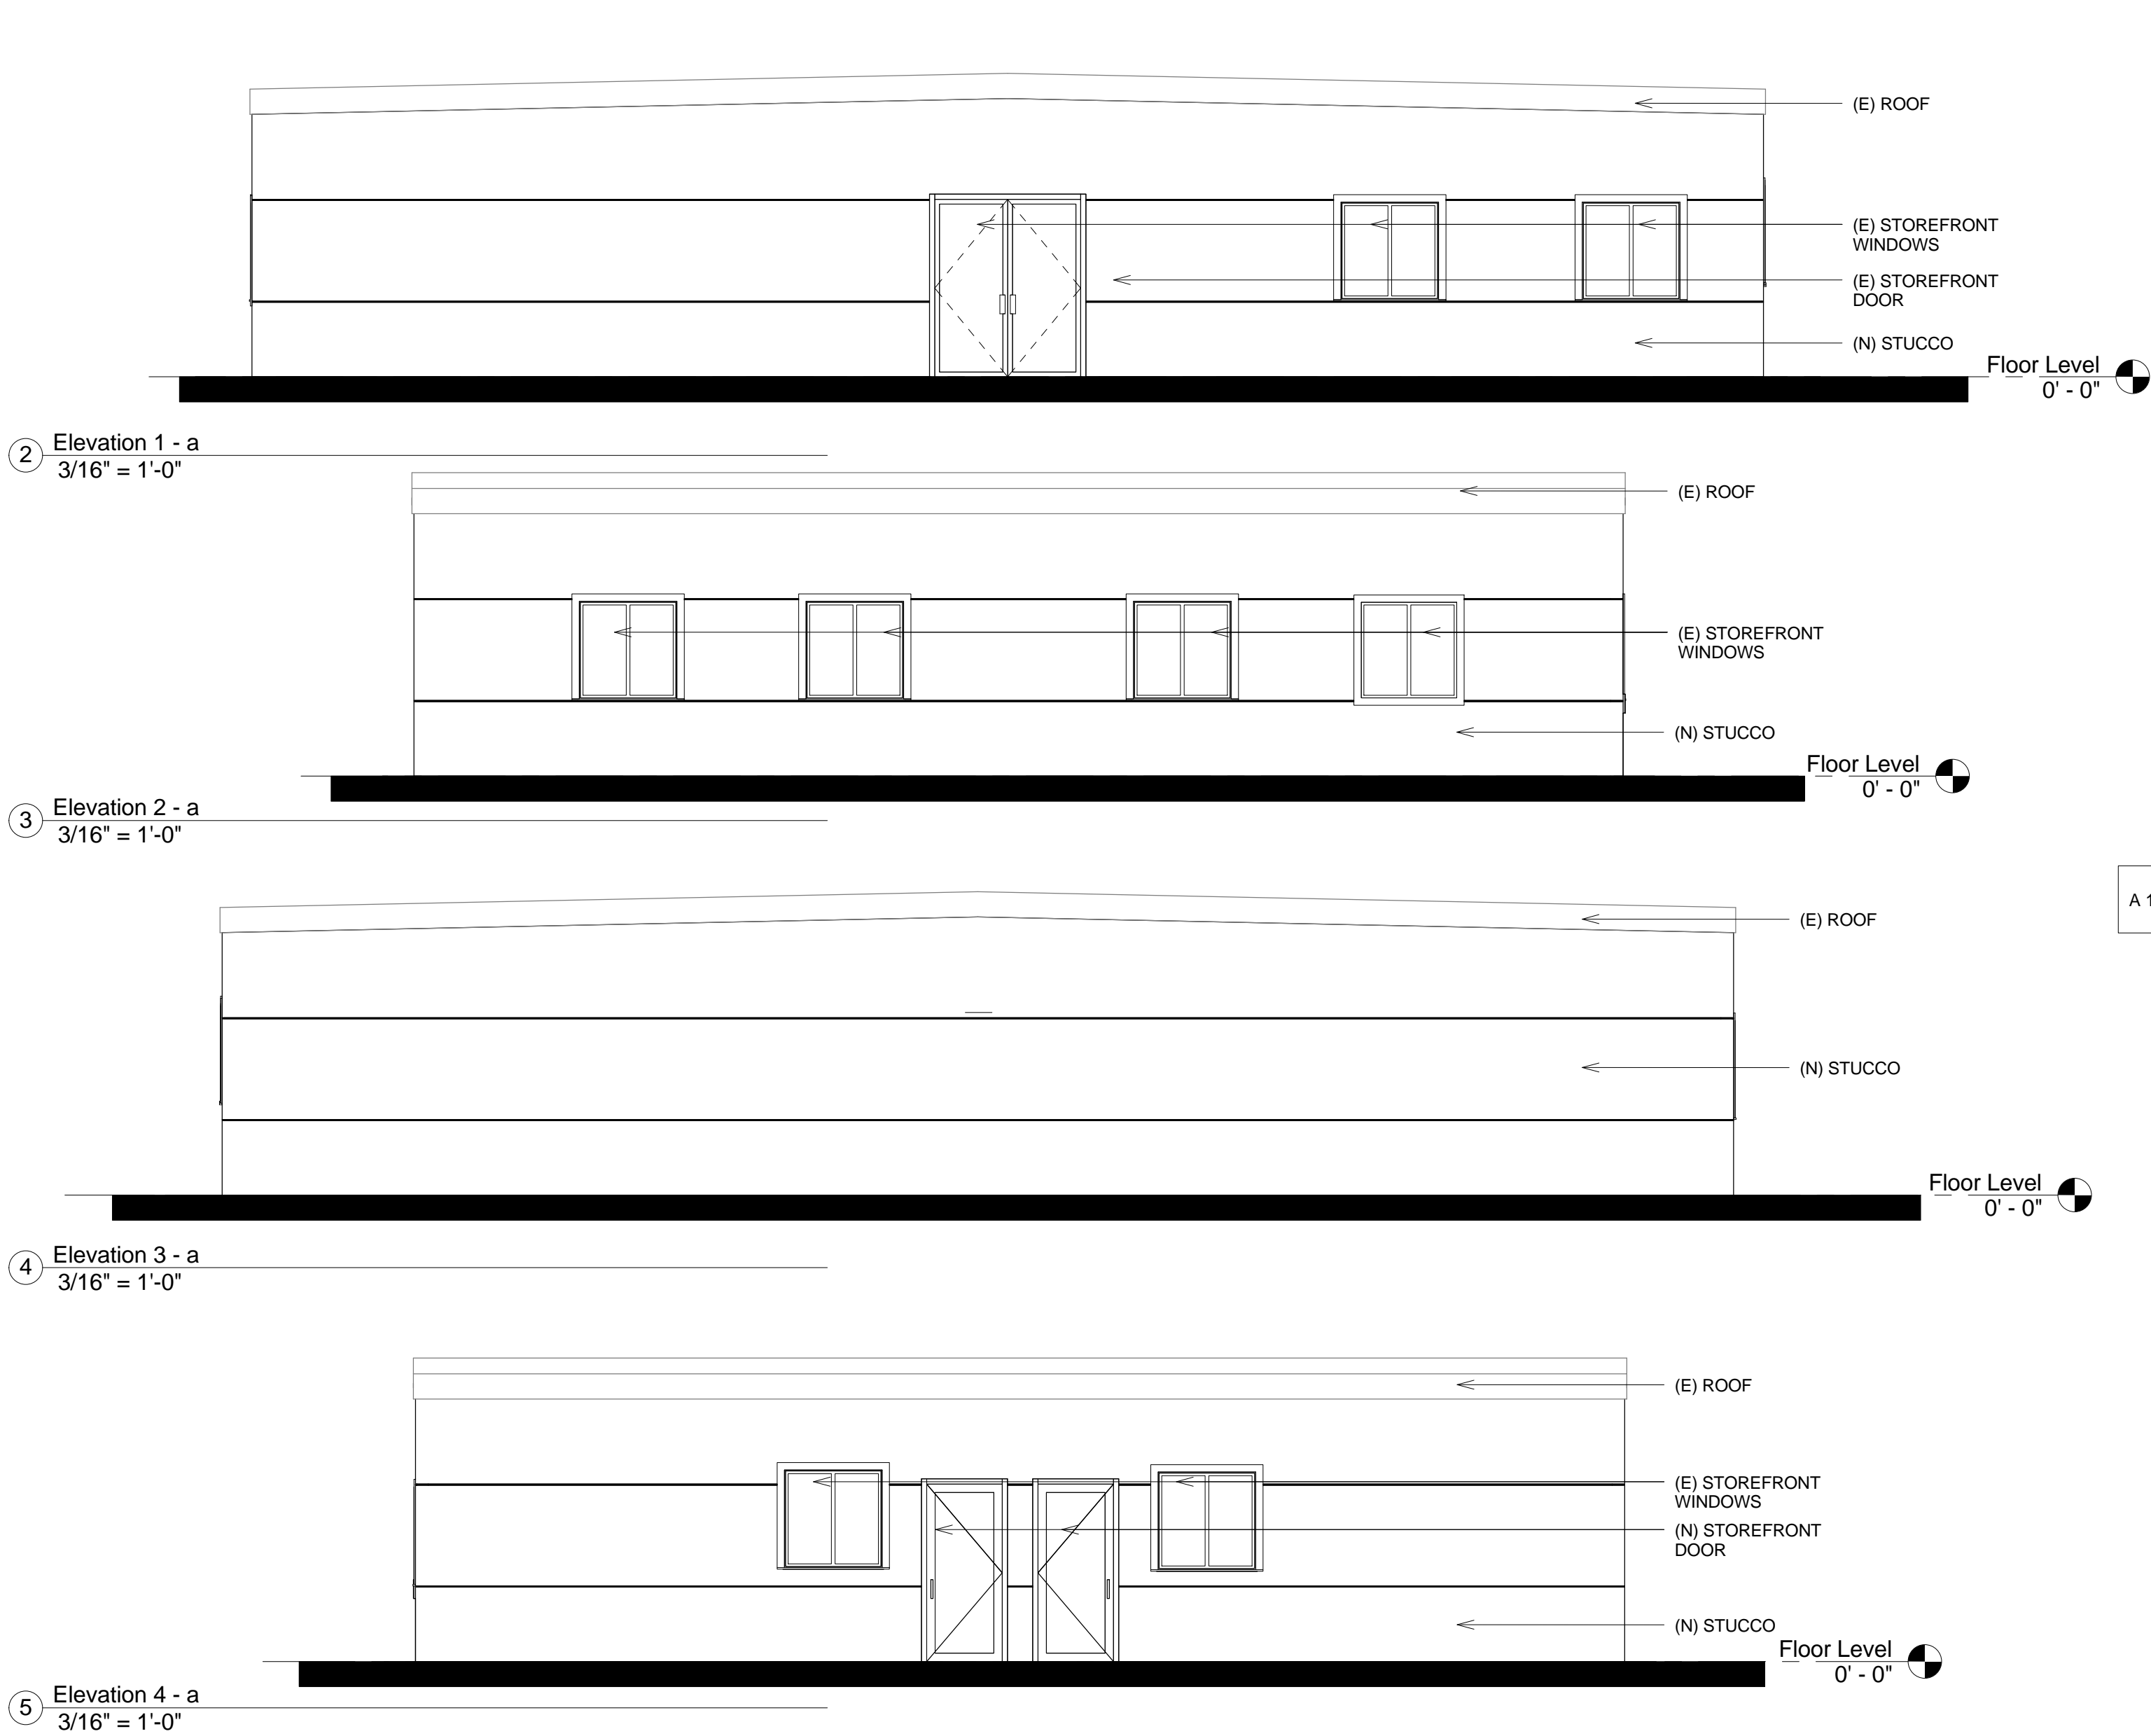 (E) ROOF
(E) STOREFRONT
WINDOWS
(E) STOREFRONT
DOOR
(N) STUCCO
Floor Level
0' - 0"
2
Elevation 1 - a
3/16" = 1'-0"
(E) ROOF
(E) STOREFRONT
WINDOWS
(N) STUCCO
Floor Level
0' - 0"
3
Elevation 2 - a
3/16" = 1'-0"
A 1
(E) ROOF
(N) STUCCO
Floor Level
0' - 0"
4
Elevation 3 - a
3/16" = 1'-0"
(E) ROOF
(E) STOREFRONT
WINDOWS
(N) STOREFRONT
DOOR
(N) STUCCO
Floor Level
0' - 0"
5
Elevation 4 - a
3/16" = 1'-0"